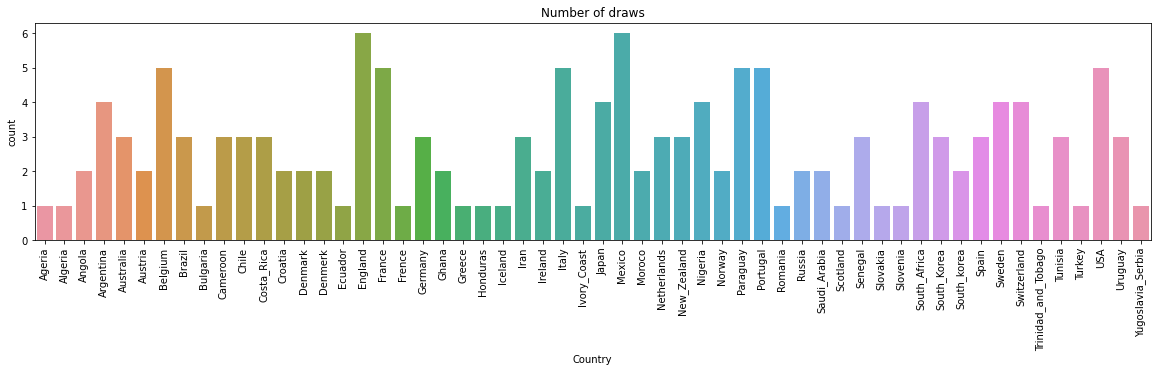 Number of draws
count
6
5
4
3
2
1
0
Ageria
Algeria
Angola
Argentina
Australia
Austria
Belgium
Brazil
Bulgaria
Cameroon
Chile
Costa_Rica
Croatia
Denmark
Denmerk
Ecuador
England
France
Frence
Germany
Ghana
Greece
Honduras
Iceland
Iran
Ireland
Italy
Ivory_Coast
Japan
Mexico
Moroco
Netherlands
New_Zealand
Nigeria
Norway
Paraguay
Portugal
Romania
Russia
Saudi_Arabia
Scotland
Senegal
Slovakia
Slovenia
South_Africa
South_Korea
South_korea
Spain
Sweden
Switzerland
Trinidad_and_Tobago
Tunisia
Turkey
USA
Uruguay
Yugoslavia_Serbia
Country